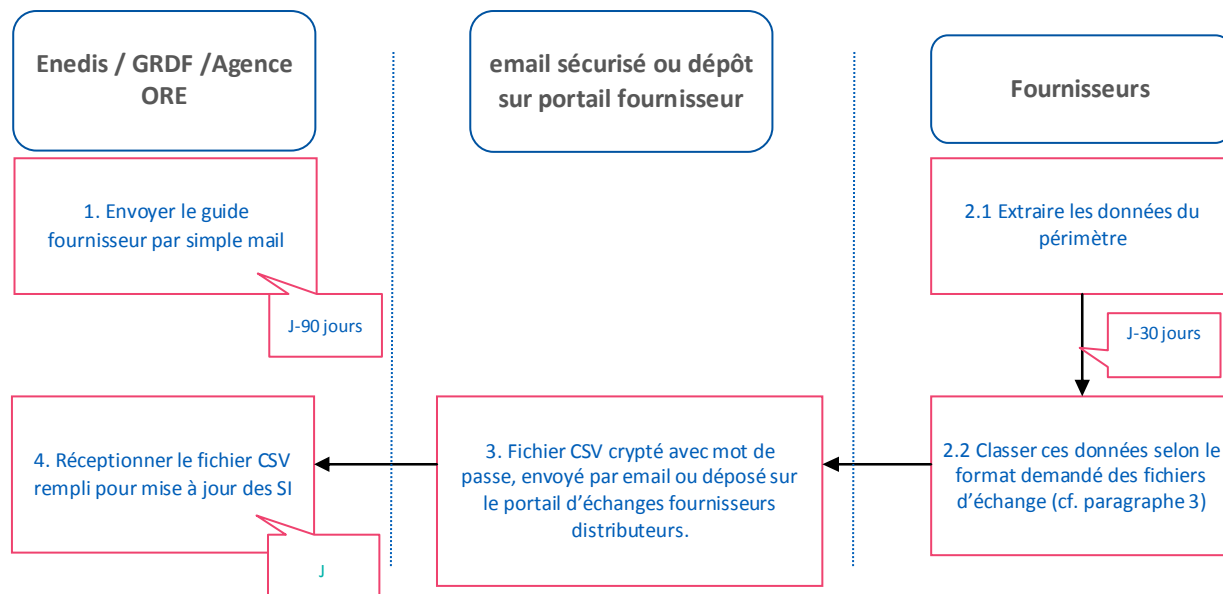 Enedis / GRDF /Agence
ORE
email sécurisé ou dépôt
sur portail fournisseur
Fournisseurs
1. Envoyer le guide
fournisseur par simple mail
J-90 jours
2.1 Extraire les données du
périmètre
J-30 jours
2.2 Classer ces données selon le
format demandé des fichiers
d’échange (cf. paragraphe 3)
3. Fichier CSV crypté avec mot de
passe, envoyé par email ou déposé sur
le portail d’échanges fournisseurs
distributeurs.
4. Réceptionner le fichier CSV
rempli pour mise à jour des SI
J